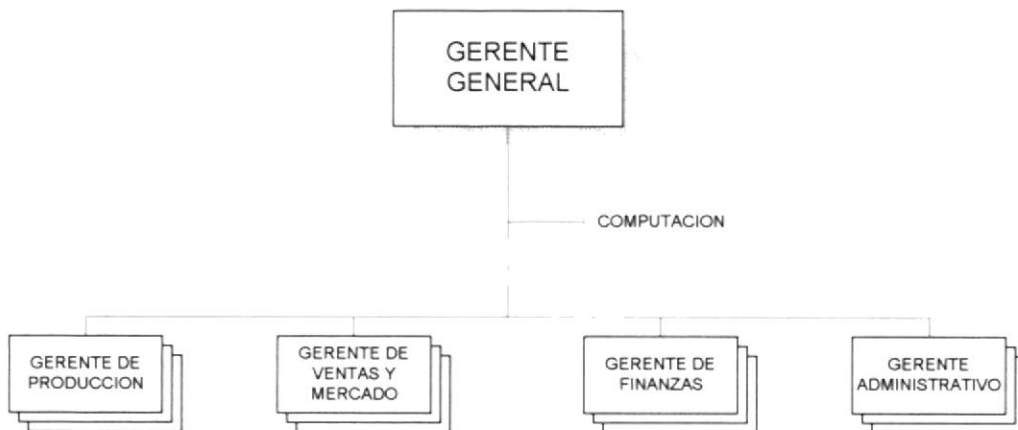 GERENTE
GENERAL
COMPUTACION
GERENTE DE
PRODUCCION
GERENTE DE
VENTAS Y
MERCADO
GERENTE DE
FINANZAS
GERENTE
ADMINISTRATIVO